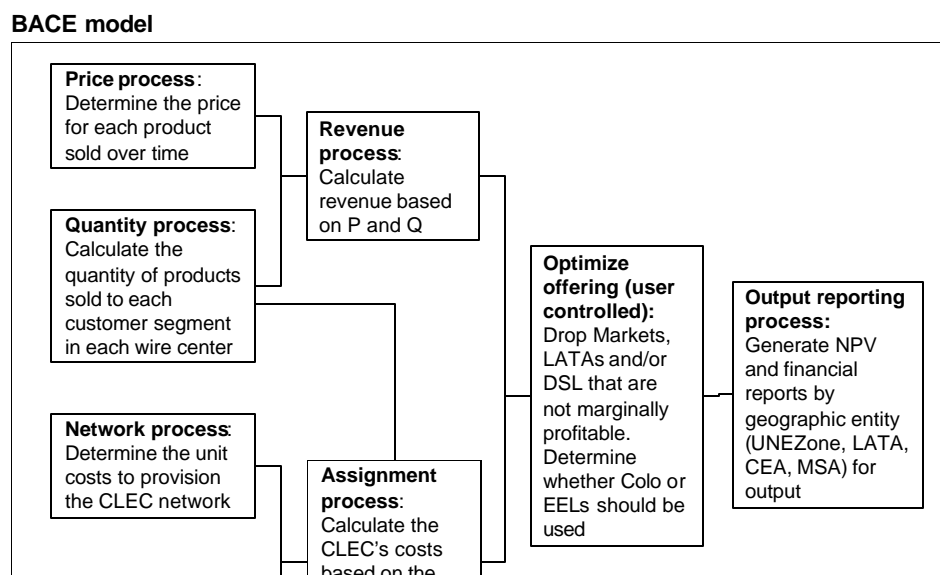 BACE model
Price process:
Determine the price
for each product
sold over time
Quantity process:
Calculate the
quantity of products
sold to each
customer segment
in each wire center
Network process:
Determine the unit
costs to provision
the CLEC network
Revenue
process:
Calculate
revenue based
on P and Q
Assignment
process:
Calculate the
CLEC's costs
based on the
Optimize
offering (user
controlled):
Drop Markets,
LATAs and/or
DSL that are
not marginally
profitable.
Determine
whether Colo or
EELs should be
used
Output reporting
process:
Generate NPV
and financial
reports by
geographic entity
(UNEZone, LATA,
CEA, MSA) for
output